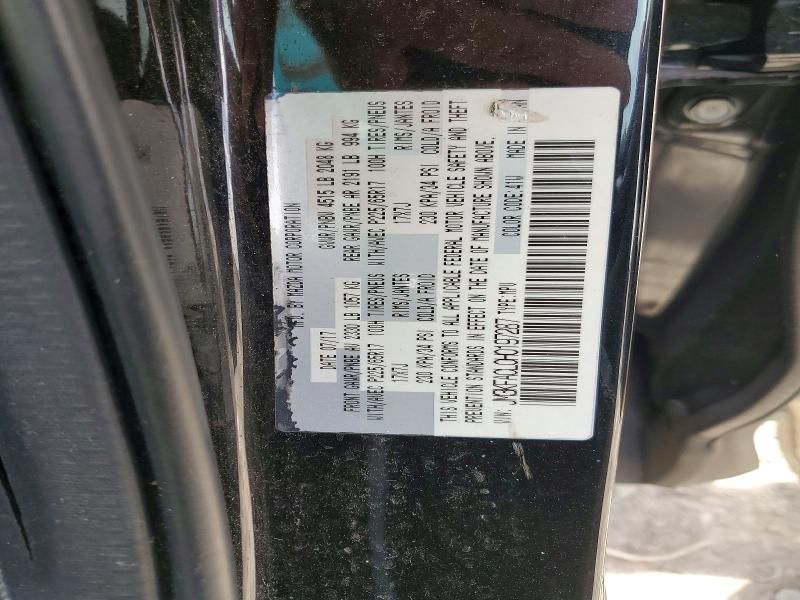 MFD. BY MAZDA MOTOR CORPORATION
DATE 07/17 GVWR/PNBV 4515 LB 2048 KG
FRONT GAWR/PNBE AV 2330 LB 1057 KG REAR GAWR/PNBE AR 2191 LB 994 KG
WITH/AVEC P225/65R17 100H TIRES/PNEUS WITH/AVEC P225/65R17 100H TIRES/PNEUS
17X7J RIMS/JANTES 17X7J RIMS/JANTES
230 KPA/34 PSI COLD/A FROID 230 KPA/34 PSI COLD/A FROID
THIS VEHICLE CONFORMS TO ALL APPLICABLE FEDERAL MOTOR VEHICLE SAFETY AND THEFT
PREVENTION STANDARDS IN EFFECT ON THE DATE OF MANUFACTURE SHOWN ABOVE.
VIN: TYPE:MPV COLOR CODE:41V MADE IN